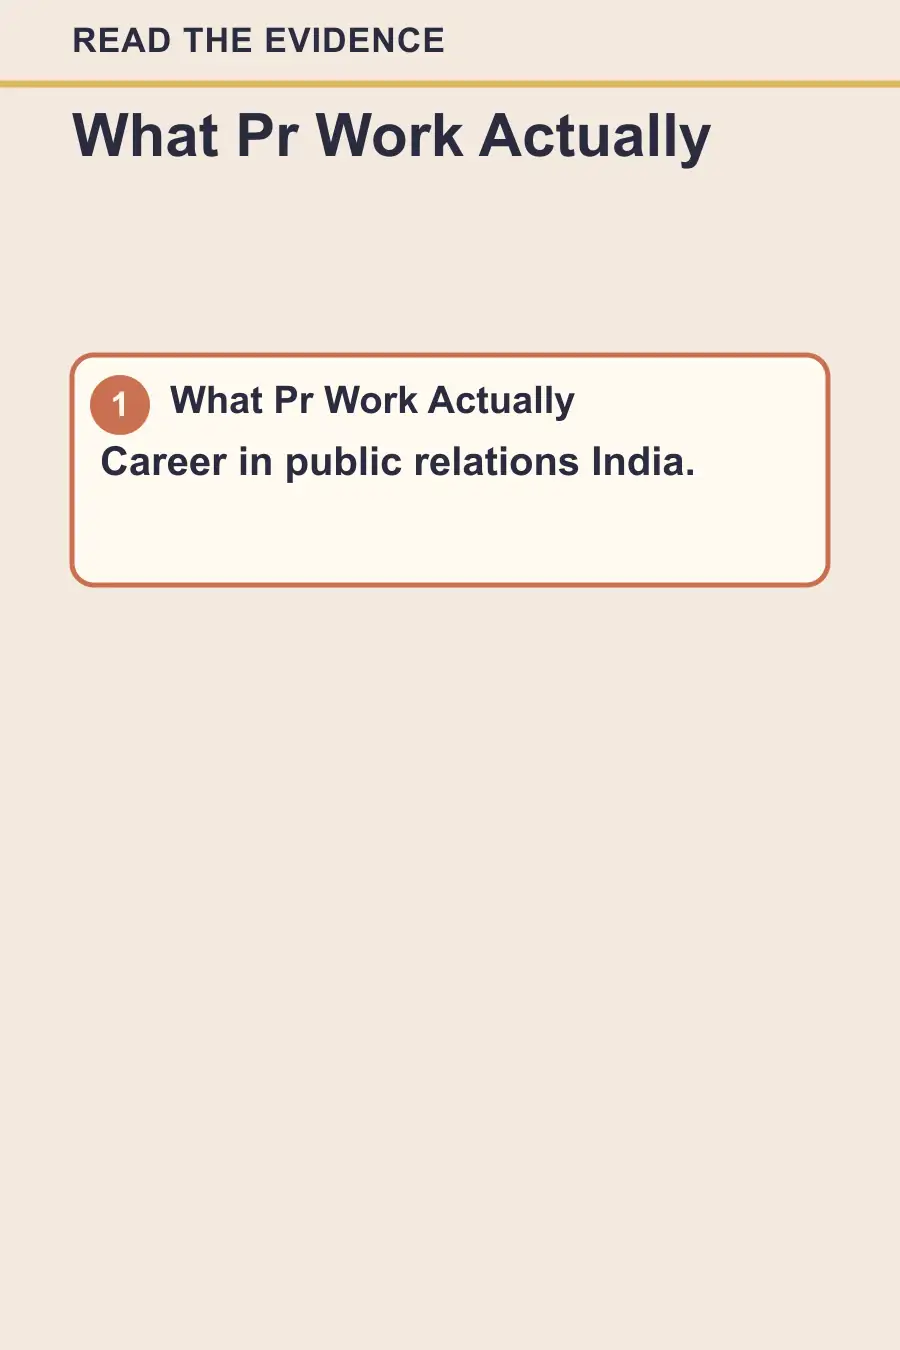 READ THE EVIDENCE
What Pr Work Actually
1 What Pr Work Actually
Career in public relations India.